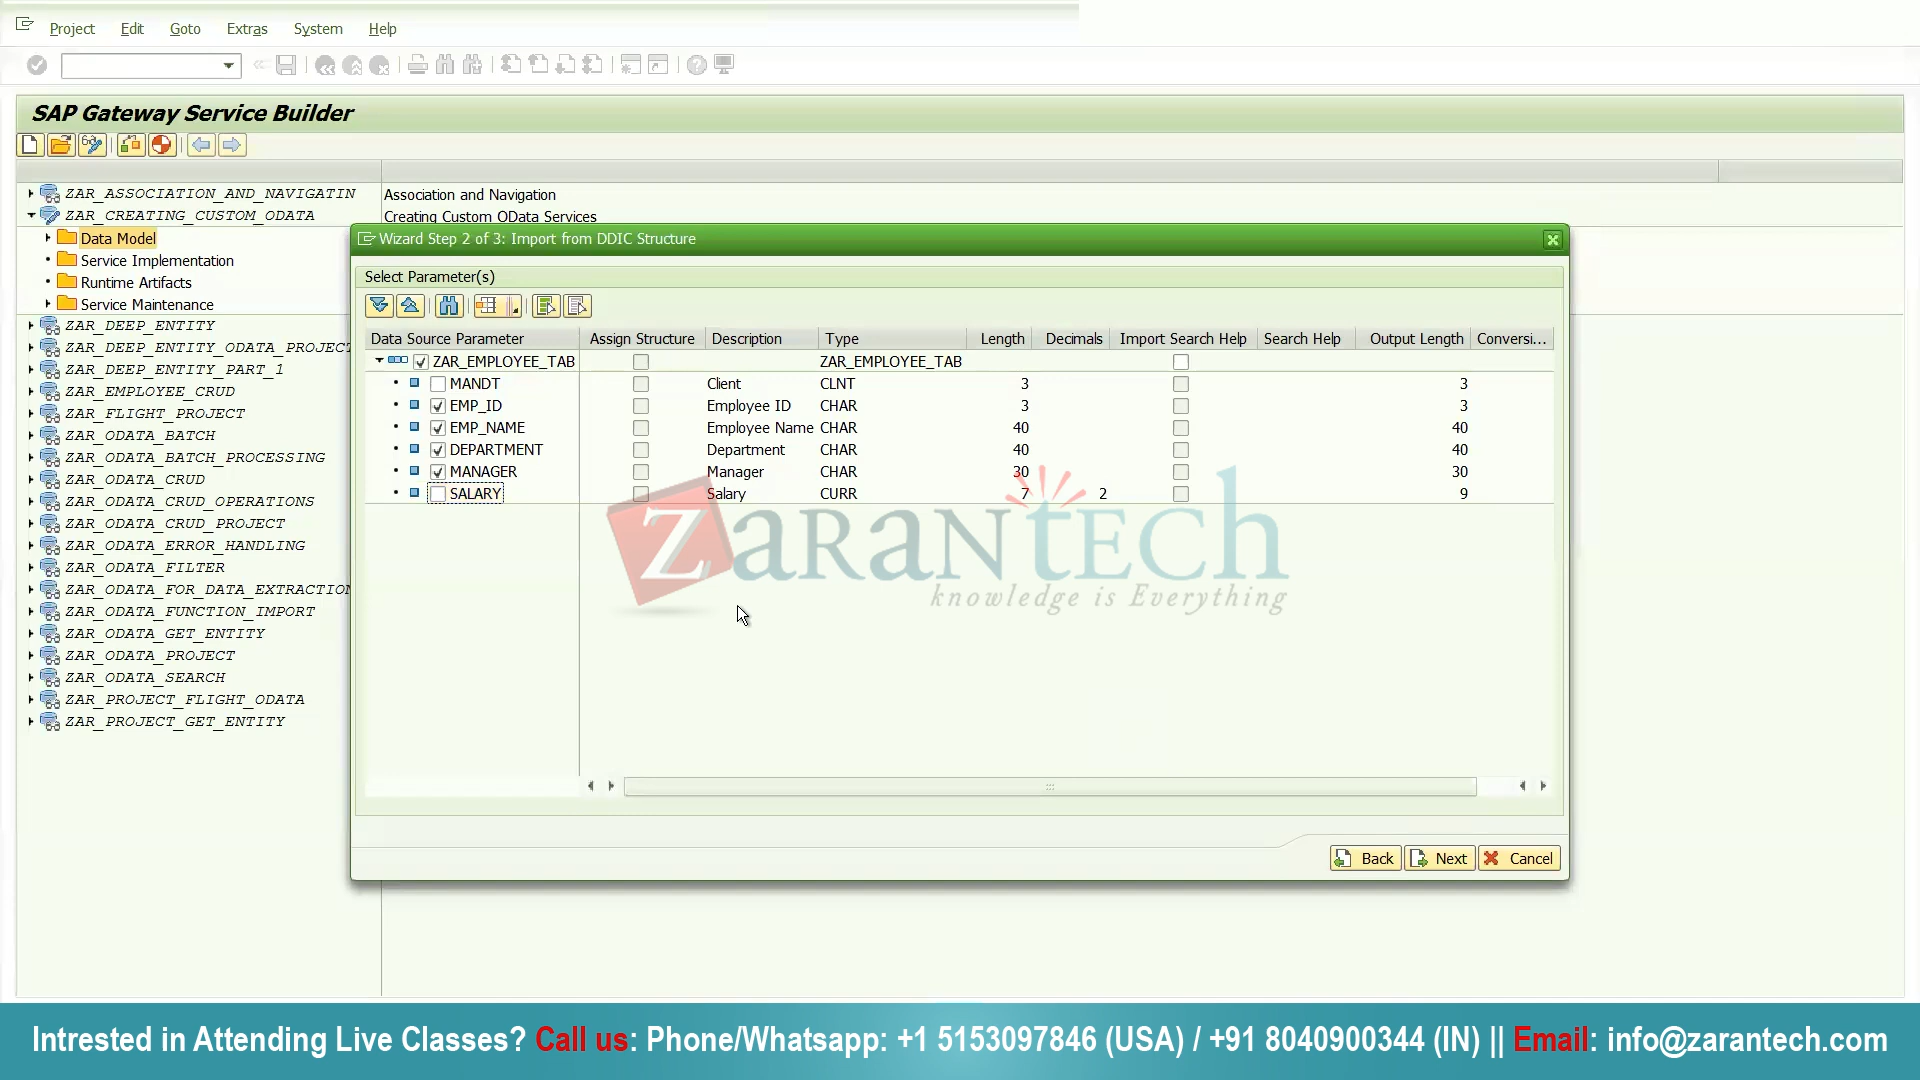 Project Edit Goto Extras System Help
SAP Gateway Service Builder
ZAR_ASSOCIATION_AND_NAVIGATIN Association and Navigation
ZAR_CREATING_CUSTOM_ODATA Creating Custom OData Services
Data Model
Service Implementation
Runtime Artifacts
Service Maintenance
ZAR_DEEP_ENTITY
ZAR_DEEP_ENTITY_ODATA_PROJECT
ZAR_DEEP_ENTITY_PART_1
ZAR_EMPLOYEE_CRUD
ZAR_FLIGHT_PROJECT
ZAR_ODATA_BATCH
ZAR_ODATA_BATCH_PROCESSING
ZAR_ODATA_CRUD
ZAR_ODATA_CRUD_OPERATIONS
ZAR_ODATA_CRUD_PROJECT
ZAR_ODATA_ERROR_HANDLING
ZAR_ODATA_FILTER
ZAR_ODATA_FOR_DATA_EXTRACTION
ZAR_ODATA_FUNCTION_IMPORT
ZAR_ODATA_GET_ENTITY
ZAR_ODATA_PROJECT
ZAR_ODATA_SEARCH
ZAR_PROJECT_FLIGHT_ODATA
ZAR_PROJECT_GET_ENTITY
Wizard Step 2 of 3: Import from DDIC Structure
Select Parameter(s)
Data Source Parameter Assign Structure Description Type Length Decimals Import Search Help Search Help Output Length Conversi...
ZAR_EMPLOYEE_TAB ZAR_EMPLOYEE_TAB
MANDT Client CLNT 3 3
EMP_ID Employee ID CHAR 3 3
EMP_NAME Employee Name CHAR 40 40
DEPARTMENT Department CHAR 40 40
MANAGER Manager CHAR 30 30
SALARY Salary CURR 7 2 9
ZaranTech
knowledge is Everything
Back Next Cancel
Intrested in Attending Live Classes? Call us: Phone/Whatsapp: +1 5153097846 (USA) / +91 8040900344 (IN) || Email: info@zarantech.com